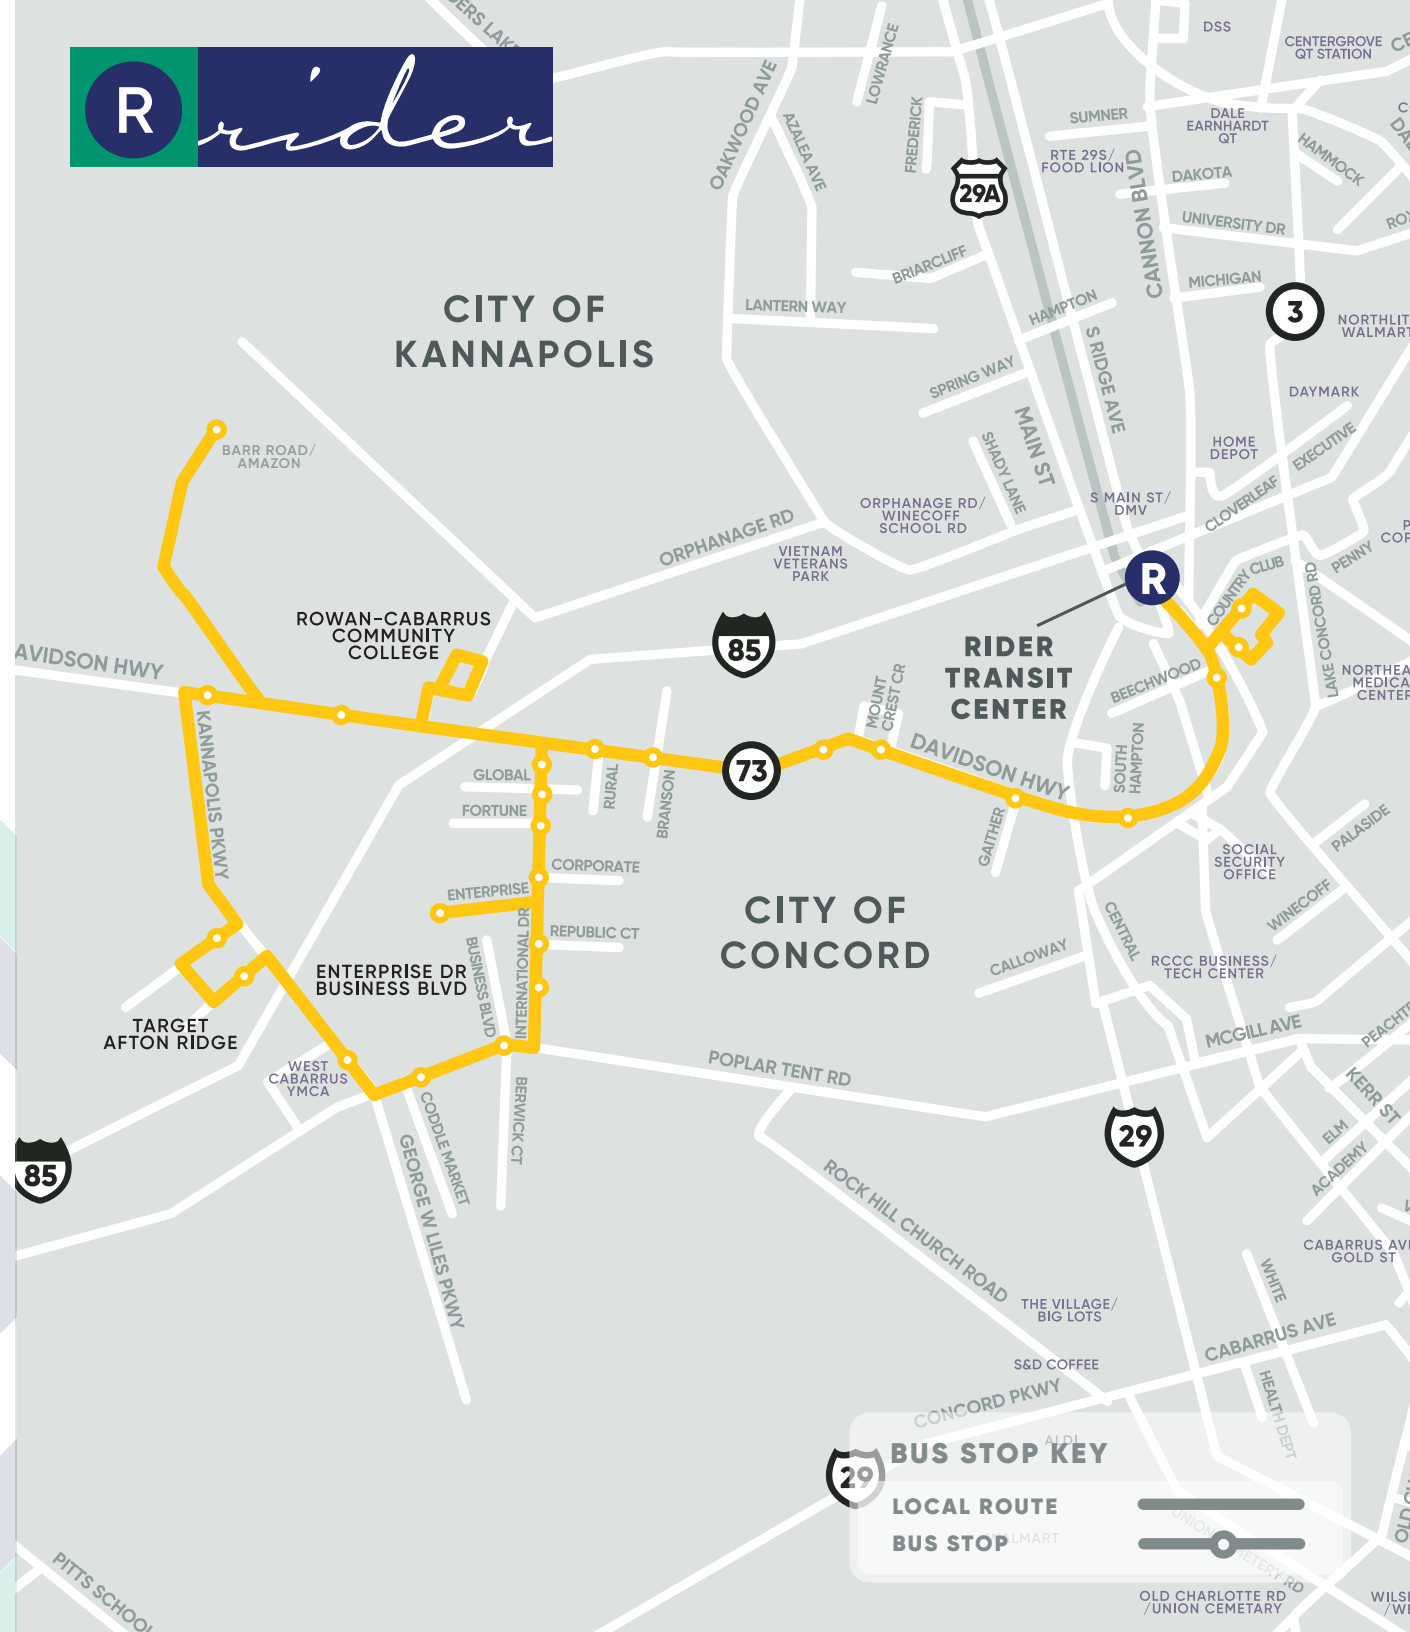 R rider
DSS
CENTERGROVE
QT STATION
LOWRANCE
OAKWOOD AVE
AZALEA AVE
FREDERICK
SUMNER
DALE
EARNHARDT
QT
HAMMOCK
RTE 29S/
FOOD LION
CANNON BLVD
DAKOTA
29A
UNIVERSITY DR
BRIARCLIFF
MICHIGAN
CITY OF
KANNAPOLIS
LANTERN WAY
HAMPTON
3
S RIDGE AVE
SPRING WAY
DAYMARK
MAIN ST
SHADY LANE
HOME
DEPOT
EXECUTIVE
BARR ROAD/
AMAZON
ORPHANAGE RD/
WINECOFF
SCHOOL RD
S MAIN ST/
DMV
CLOVERLEAF
ORPHANAGE RD
VIETNAM
VETERANS
PARK
PENNY
R
COUNTRY CLUB
LAKE CONCORD RD
ROWAN-CABARRUS
COMMUNITY
COLLEGE
85
RIDER
TRANSIT
CENTER
AVIDSON HWY
BEECHWOOD
MOUNT
CREST CR
KANNAPOLIS PKWY
DAVIDSON HWY
SOUTH
HAMPTON
73
GLOBAL
RURAL
BRANSON
FORTUNE
GAITHER
PALASIDE
SOCIAL
SECURITY
OFFICE
CORPORATE
ENTERPRISE
WINECOFF
CITY OF
CONCORD
CENTRAL
INTERNATIONAL DR
REPUBLIC CT
BUSINESS BLVD
CALLOWAY
RCCC BUSINESS/
TECH CENTER
ENTERPRISE DR
BUSINESS BLVD
TARGET
AFTON RIDGE
MCGILL AVE
WEST
CABARRUS
YMCA
POPLAR TENT RD
KERR ST
CODDLE MARKET
BERWICK CT
GEORGE W LILES PKWY
29
ELM
ACADEMY
85
ROCK HILL CHURCH ROAD
GOLD ST
WHITE
THE VILLAGE/
BIG LOTS
CABARRUS AVE
S&D COFFEE
CONCORD PKWY
HEALTH DEPT
ALDI
29
BUS STOP KEY
LOCAL ROUTE
BUS STOP
PITTS SCHOOL
OLD CHARLOTTE RD
/UNION CEMETARY